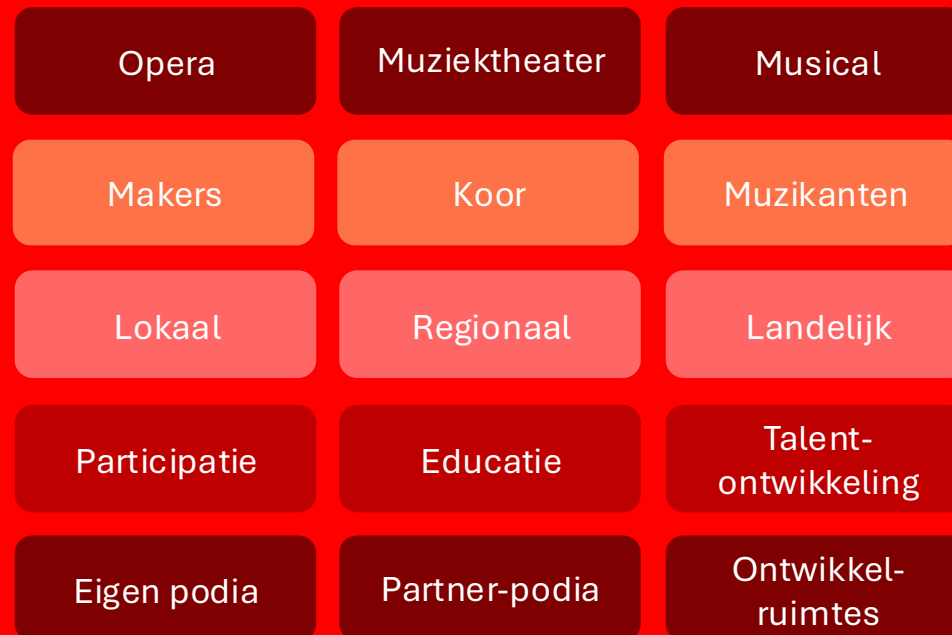 Opera
Muziektheater
Musical
Makers
Koor
Muzikanten
Lokaal
Regionaal
Landelijk
Participatie
Educatie
Talent-
ontwikkeling
Eigen podia
Partner-podia
Ontwikkel-
ruimtes